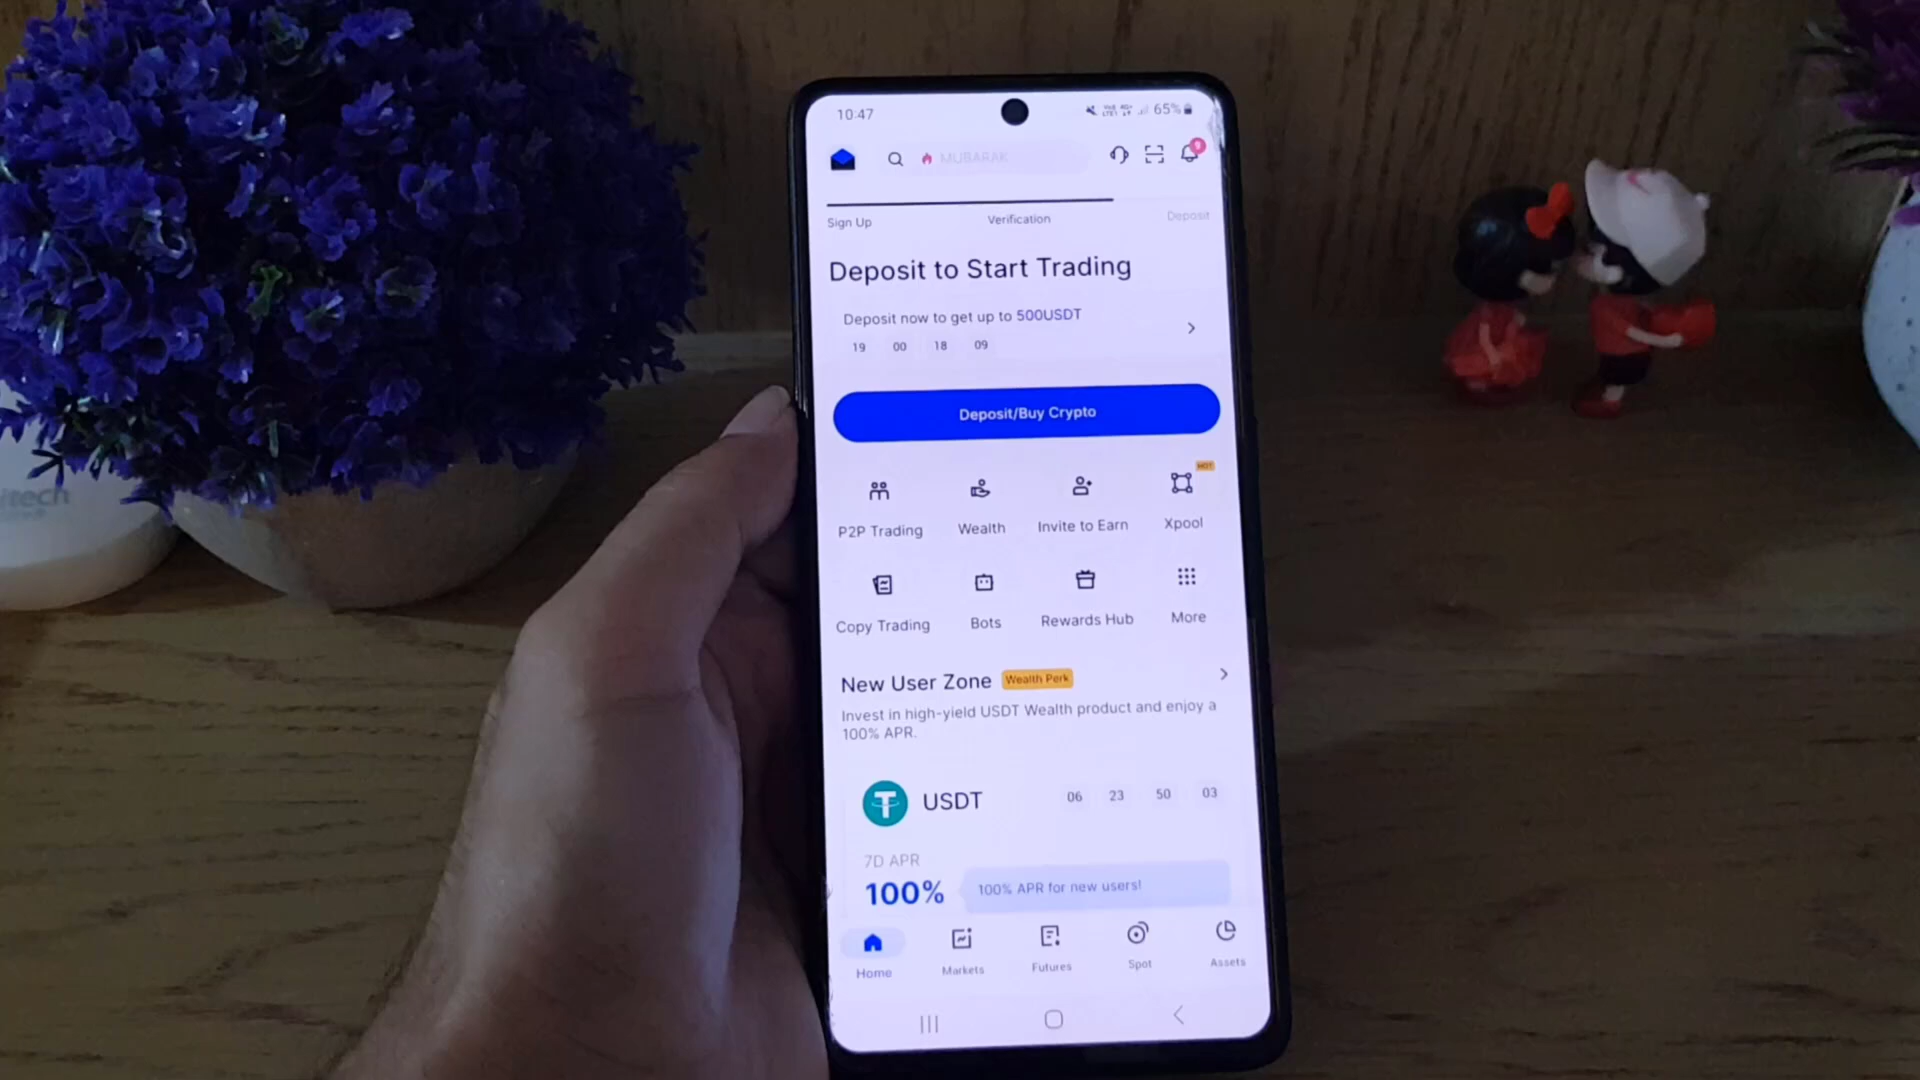 10:47
65%
MUBARAK
9
Sign Up
Verification
Deposit
Deposit to Start Trading
Deposit now to get up to 500USDT
19 00 18 09
Deposit/Buy Crypto
HOT
P2P Trading
Wealth
Invite to Earn
Xpool
Copy Trading
Bots
Rewards Hub
More
New User Zone
Wealth Perk
Invest in high-yield USDT Wealth product and enjoy a
100% APR.
USDT
06 23 50 03
7D APR
100%
100% APR for new users!
Home
Markets
Futures
Spot
Assets